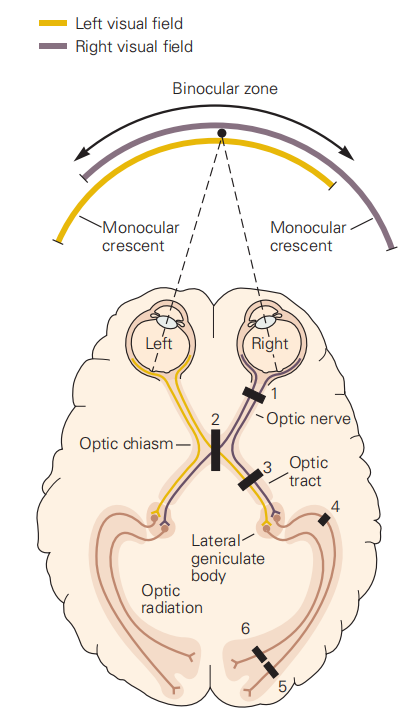 Left visual field
Right visual field
Binocular zone
Monocular
crescent
Monocular
crescent
Left
Right
1
Optic nerve
2
Optic chiasm
3
Optic
tract
4
Lateral
geniculate
body
Optic
radiation
6
5